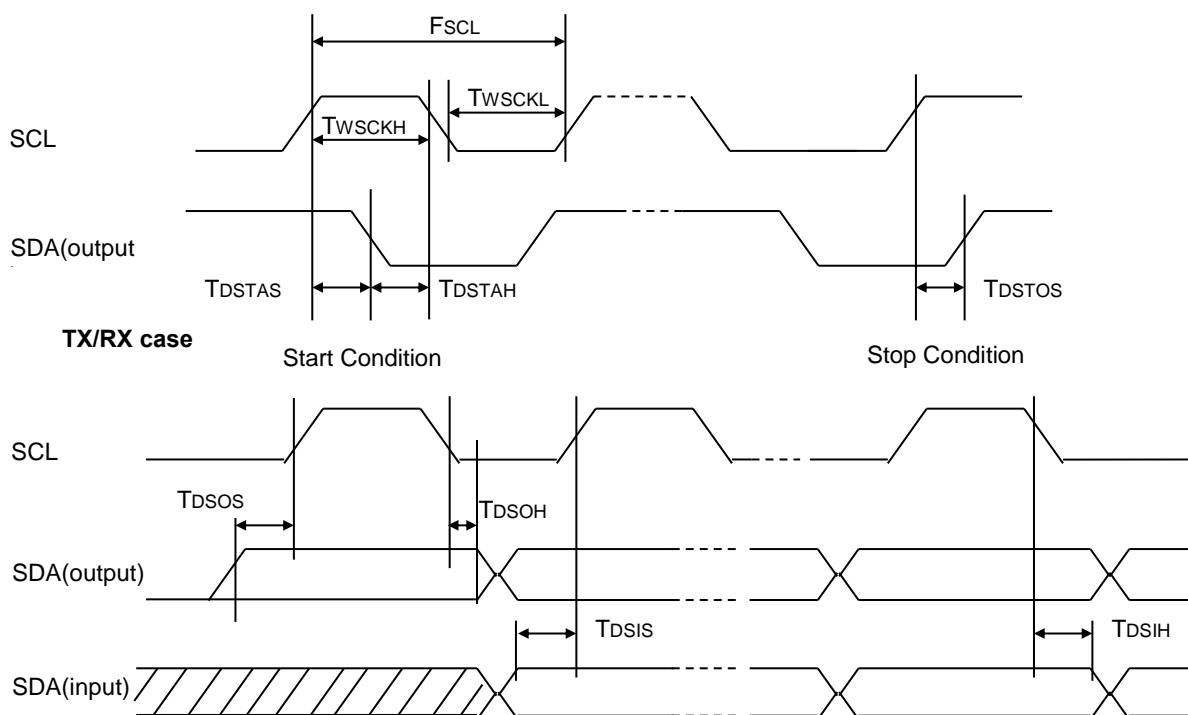 FSCL
TWSCKL
TWSCKH
SCL
SDA(output
TDSTAS
TDSTAH
TDSTOS
TX/RX case
Start Condition
Stop Condition
SCL
TDSOS
TDSOH
SDA(output)
TDSIS
TDSIH
SDA(input)